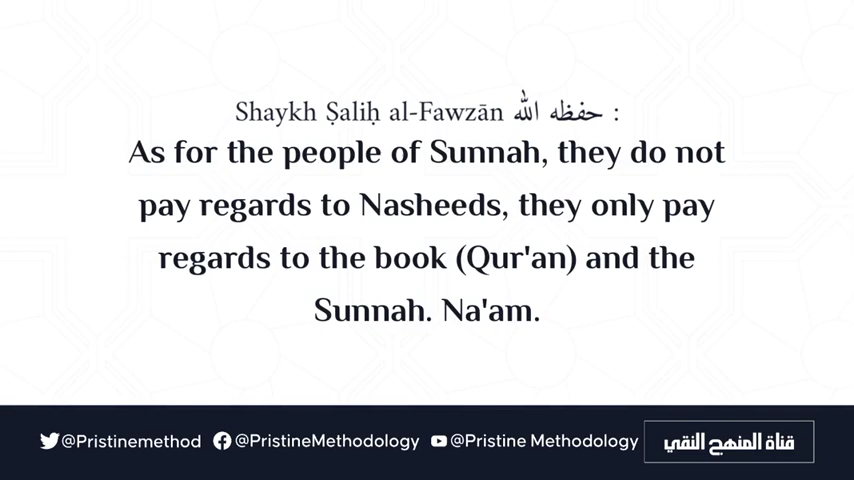 Shaykh Ṣaliḥ al-Fawzān حفظه الله :
As for the people of Sunnah, they do not
pay regards to Nasheeds, they only pay
regards to the book (Qur'an) and the
Sunnah. Na'am.
@Pristinemethod @PristineMethodology @Pristine Methodology قناة المنهج النقي